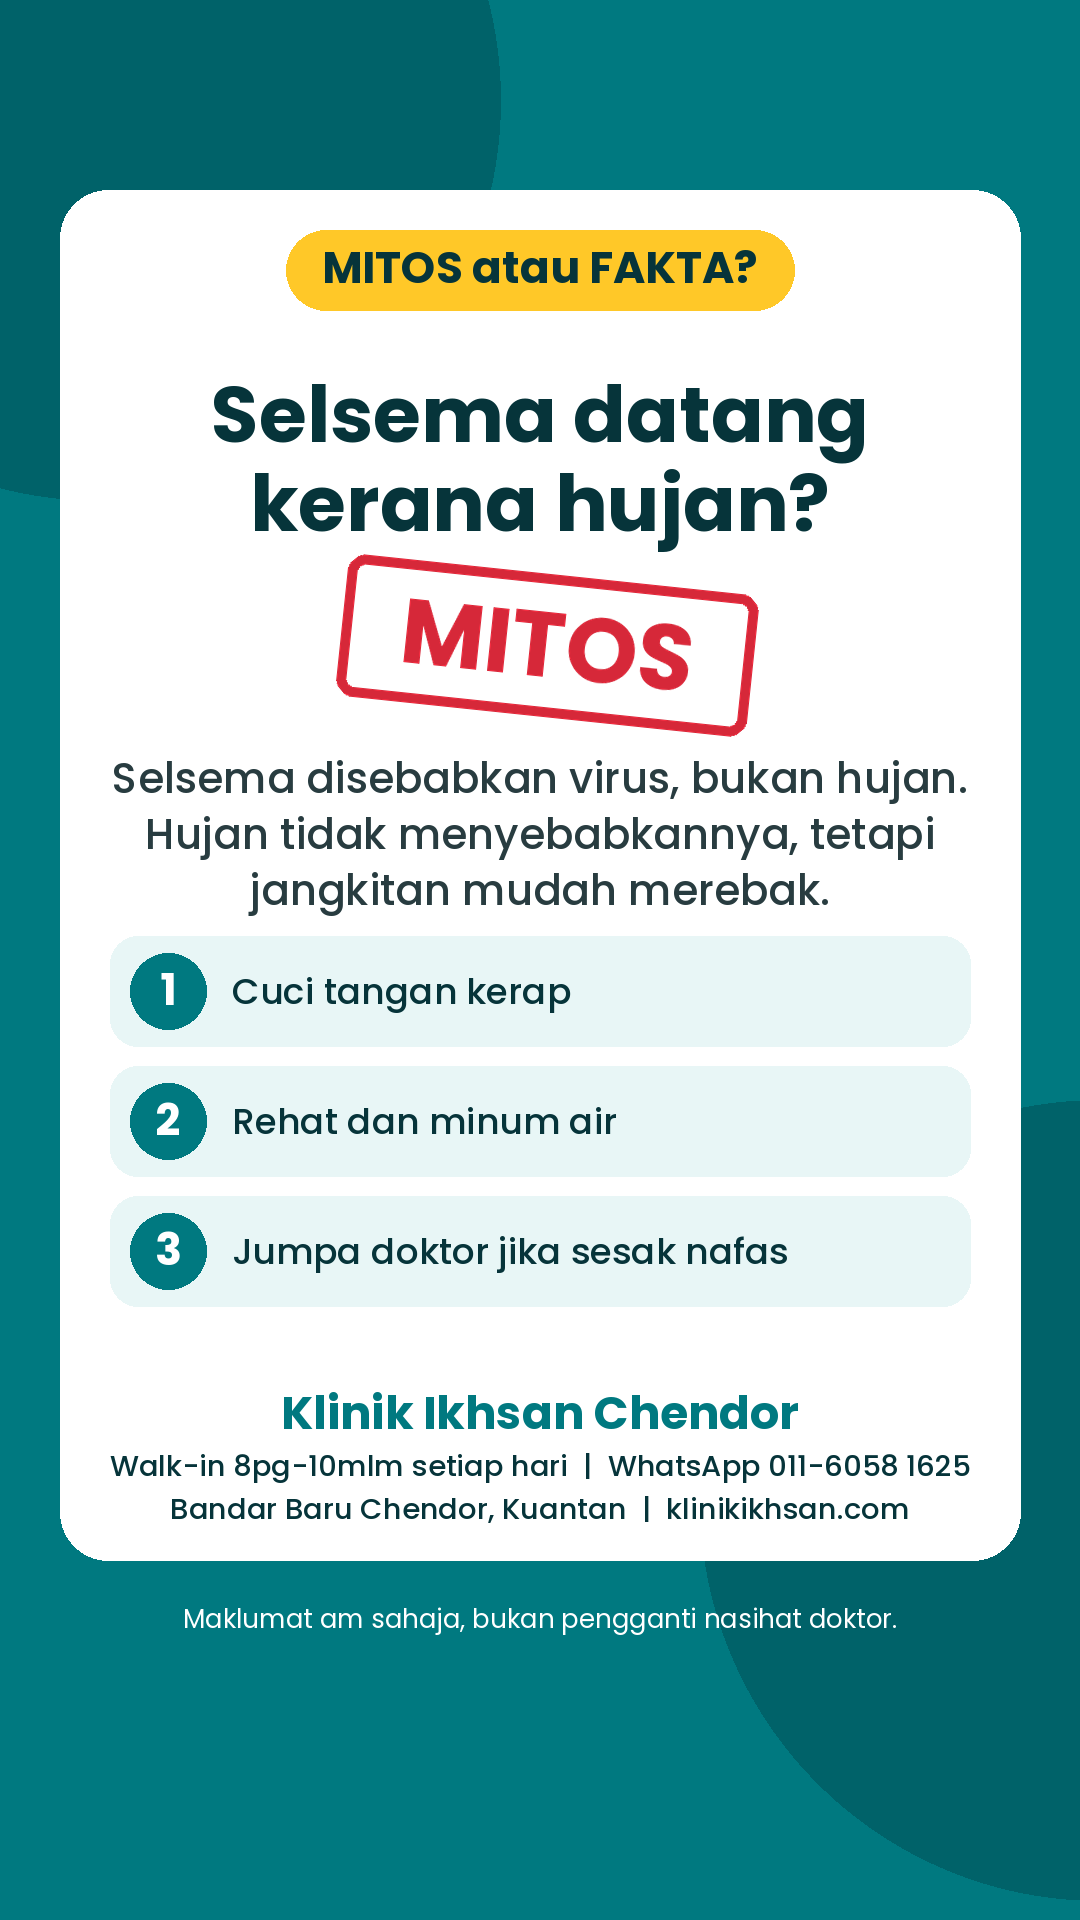 MITOS atau FAKTA?
Selsema datang
kerana hujan?
MITOS
Selsema disebabkan virus, bukan hujan.
Hujan tidak menyebabkannya, tetapi
jangkitan mudah merebak.
1 Cuci tangan kerap
2 Rehat dan minum air
3 Jumpa doktor jika sesak nafas
Klinik Ikhsan Chendor
Walk-in 8pg-10mlm setiap hari | WhatsApp 011-6058 1625
Bandar Baru Chendor, Kuantan | klinikikhsan.com
Maklumat am sahaja, bukan pengganti nasihat doktor.